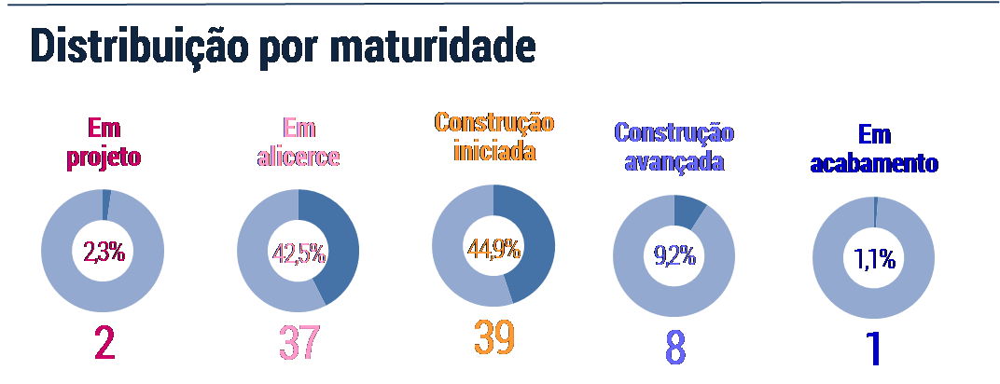 Distribuição por maturidade
Em
projeto
2,3%
2
Em
alicerce
42,5%
37
Construção
iniciada
44,9%
39
Construção
avançada
9,2%
8
Em
acabamento
1,1%
1